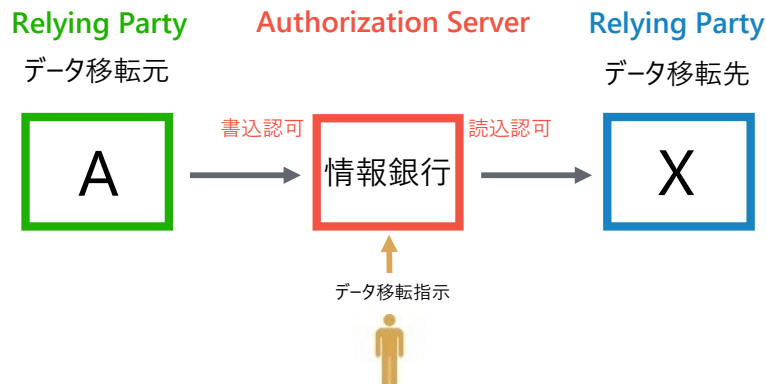 Relying Party
Authorization Server
Relying Party
データ移転元
データ移転先
書込認可
読込認可
A
情報銀行
X
データ移転指示